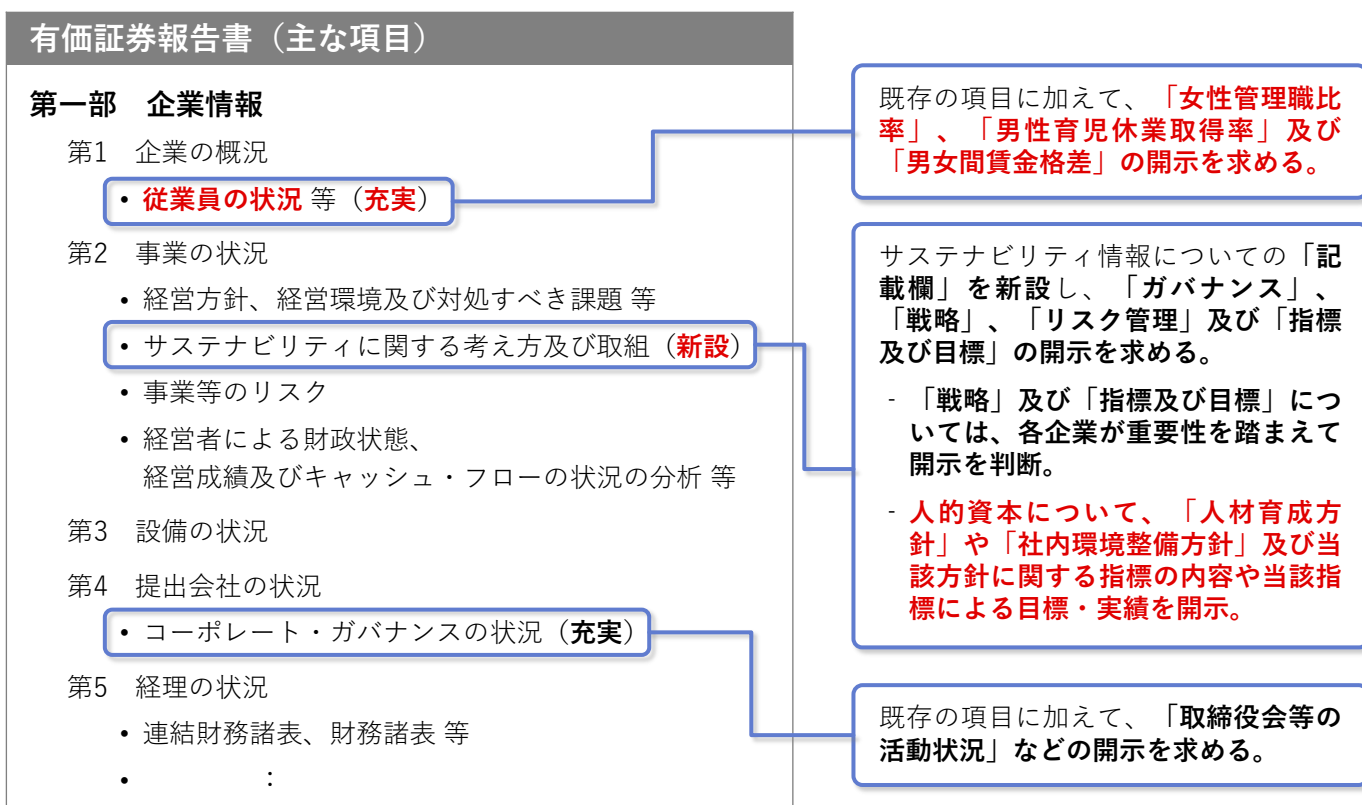 有価証券報告書（主な項目）
第一部　企業情報
第1　企業の概況
• 従業員の状況 等（充実）
第2　事業の状況
• 経営方針、経営環境及び対処すべき課題 等
• サステナビリティに関する考え方及び取組（新設）
• 事業等のリスク
• 経営者による財政状態、
経営成績及びキャッシュ・フローの状況の分析 等
第3　設備の状況
第4　提出会社の状況
• コーポレート・ガバナンスの状況（充実）
第5　経理の状況
• 連結財務諸表、財務諸表 等
• ：
既存の項目に加えて、「女性管理職比
率」、「男性育児休業取得率」及び
「男女間賃金格差」の開示を求める。
サステナビリティ情報についての「記
載欄」を新設し、「ガバナンス」、
「戦略」、「リスク管理」及び「指標
及び目標」の開示を求める。
- 「戦略」及び「指標及び目標」につ
いては、各企業が重要性を踏まえて
開示を判断。
- 人的資本について、「人材育成方
針」や「社内環境整備方針」及び当
該方針に関する指標の内容や当該指
標による目標・実績を開示。
既存の項目に加えて、「取締役会等の
活動状況」などの開示を求める。